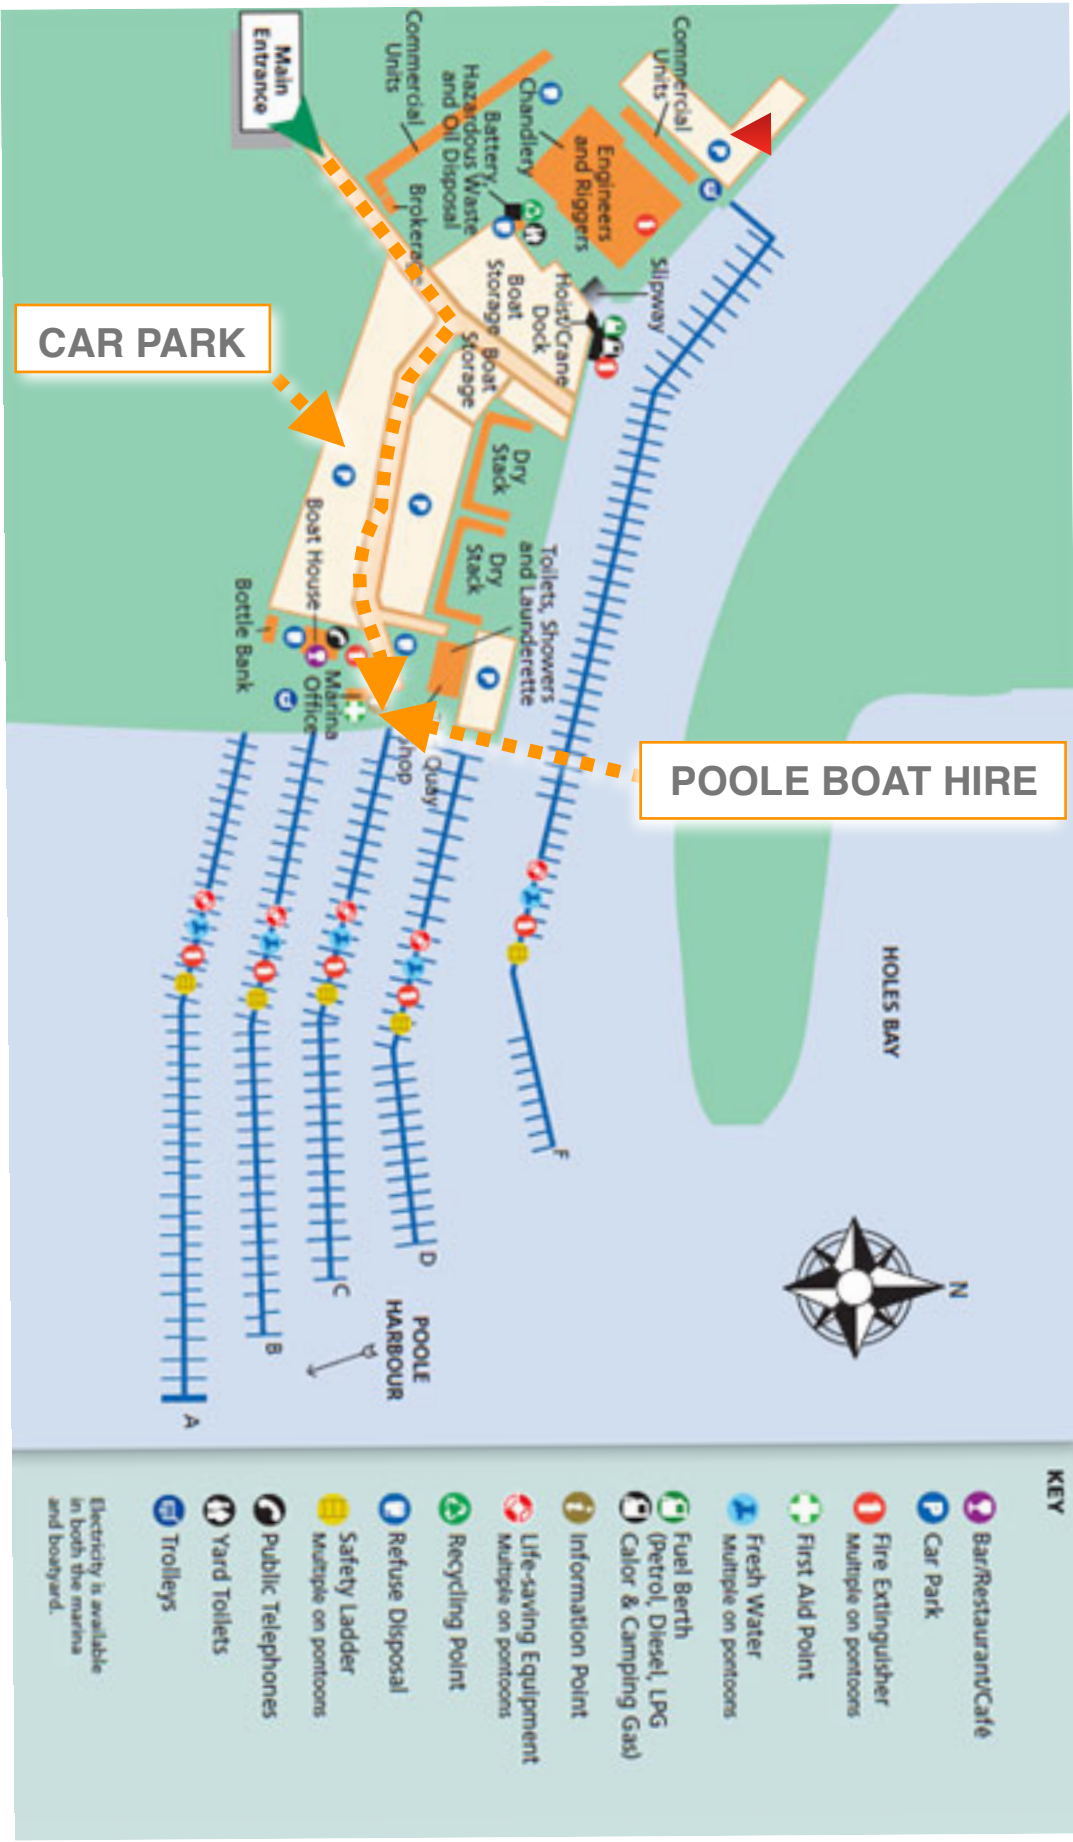 Main
Entrance
Commercial
Units
Commercial
Units
Chandlery
Battery,
Hazardous Waste
and Oil Disposal
Engineers
and Riggers
Slipway
Hoist/Crane
Dock
Boat
Storage
Boat
Storage
Dry
Stack
Dry
Stack
Toilets, Showers
and Launderette
Boat House
Bottle Bank
Marina
Office
Quay
CAR PARK
POOLE BOAT HIRE
HOLES BAY
N
F
D
C
B
A
POOLE
HARBOUR
KEY
Bar/Restaurant/Café
P Car Park
Fire Extinguisher
Multiple on pontoons
First Aid Point
Fresh Water
Multiple on pontoons
Fuel Berth
(Petrol, Diesel, LPG
Calor & Camping Gas)
i Information Point
Life-saving Equipment
Multiple on pontoons
Recycling Point
Refuse Disposal
Safety Ladder
Multiple on pontoons
Public Telephones
Yard Toilets
Trolleys
Electricity is available
in both the marina
and boatyard.
P
P
P
P